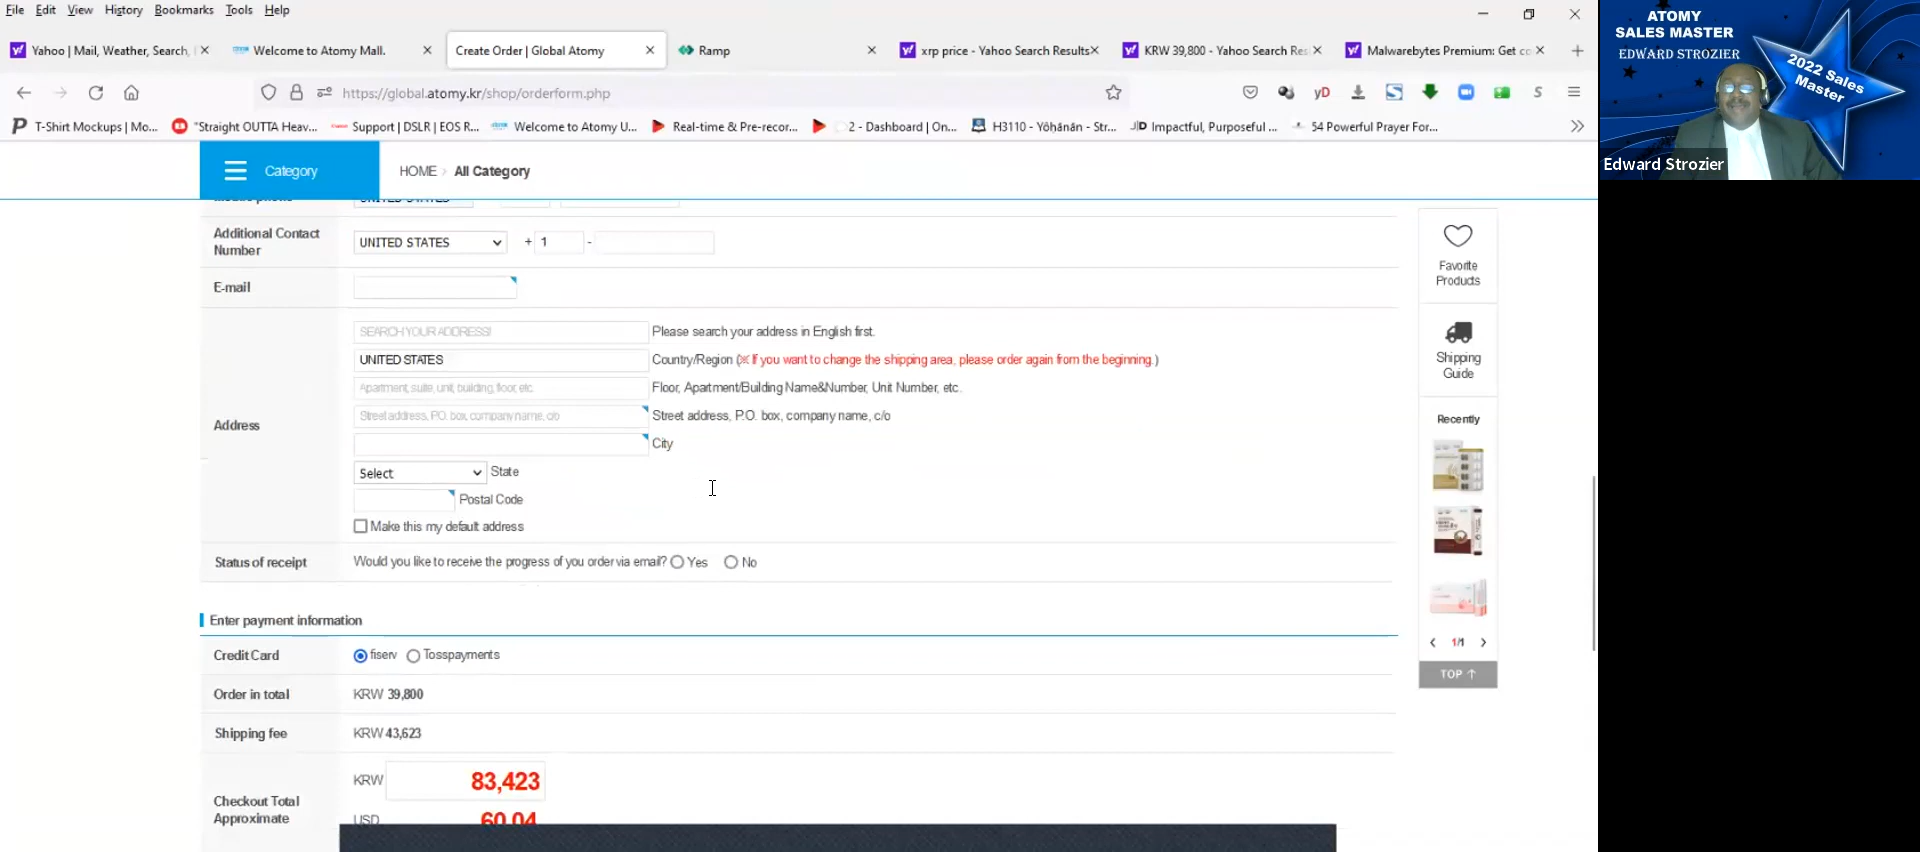 File Edit View History Bookmarks Tools Help
Yahoo | Mail, Weather, Search,
Welcome to Atomy Mall.
Create Order | Global Atomy
Ramp
xrp price - Yahoo Search Results
KRW 39,800 - Yahoo Search Res
Malwarebytes Premium: Get co
https://global.atomy.kr/shop/orderform.php
T-Shirt Mockups | Mo...
"Straight OUTTA Heav...
Support | DSLR | EOS R...
Welcome to Atomy U...
Real-time & Pre-recor...
2 - Dashboard | On...
H3110 - Yôḥânân - Str...
Impactful, Purposeful ...
54 Powerful Prayer For...
ATOMY
SALES MASTER
EDWARD STROZIER
2022 Sales
Master
Edward Strozier
Category
HOME › All Category
Additional Contact
Number
UNITED STATES + 1 -
E-mail
Address
SEARCH YOUR ADDRESS! Please search your address in English first.
UNITED STATES Country/Region (※ If you want to change the shipping area, please order again from the beginning.)
Apartment, suite, unit, building, floor, etc. Floor, Apartment/Building Name&Number, Unit Number, etc.
Street address, P.O. box, company name, c/o Street address, P.O. box, company name, c/o
City
Select State
Postal Code
Make this my default address
Status of receipt Would you like to receive the progress of you order via email? Yes No
Enter payment information
Credit Card fiserv Tosspayments
Order in total KRW 39,800
Shipping fee KRW 43,623
Checkout Total
Approximate
KRW 83,423
USD 60.04
Favorite
Products
Shipping
Guide
Recently
1/1
TOP ↑